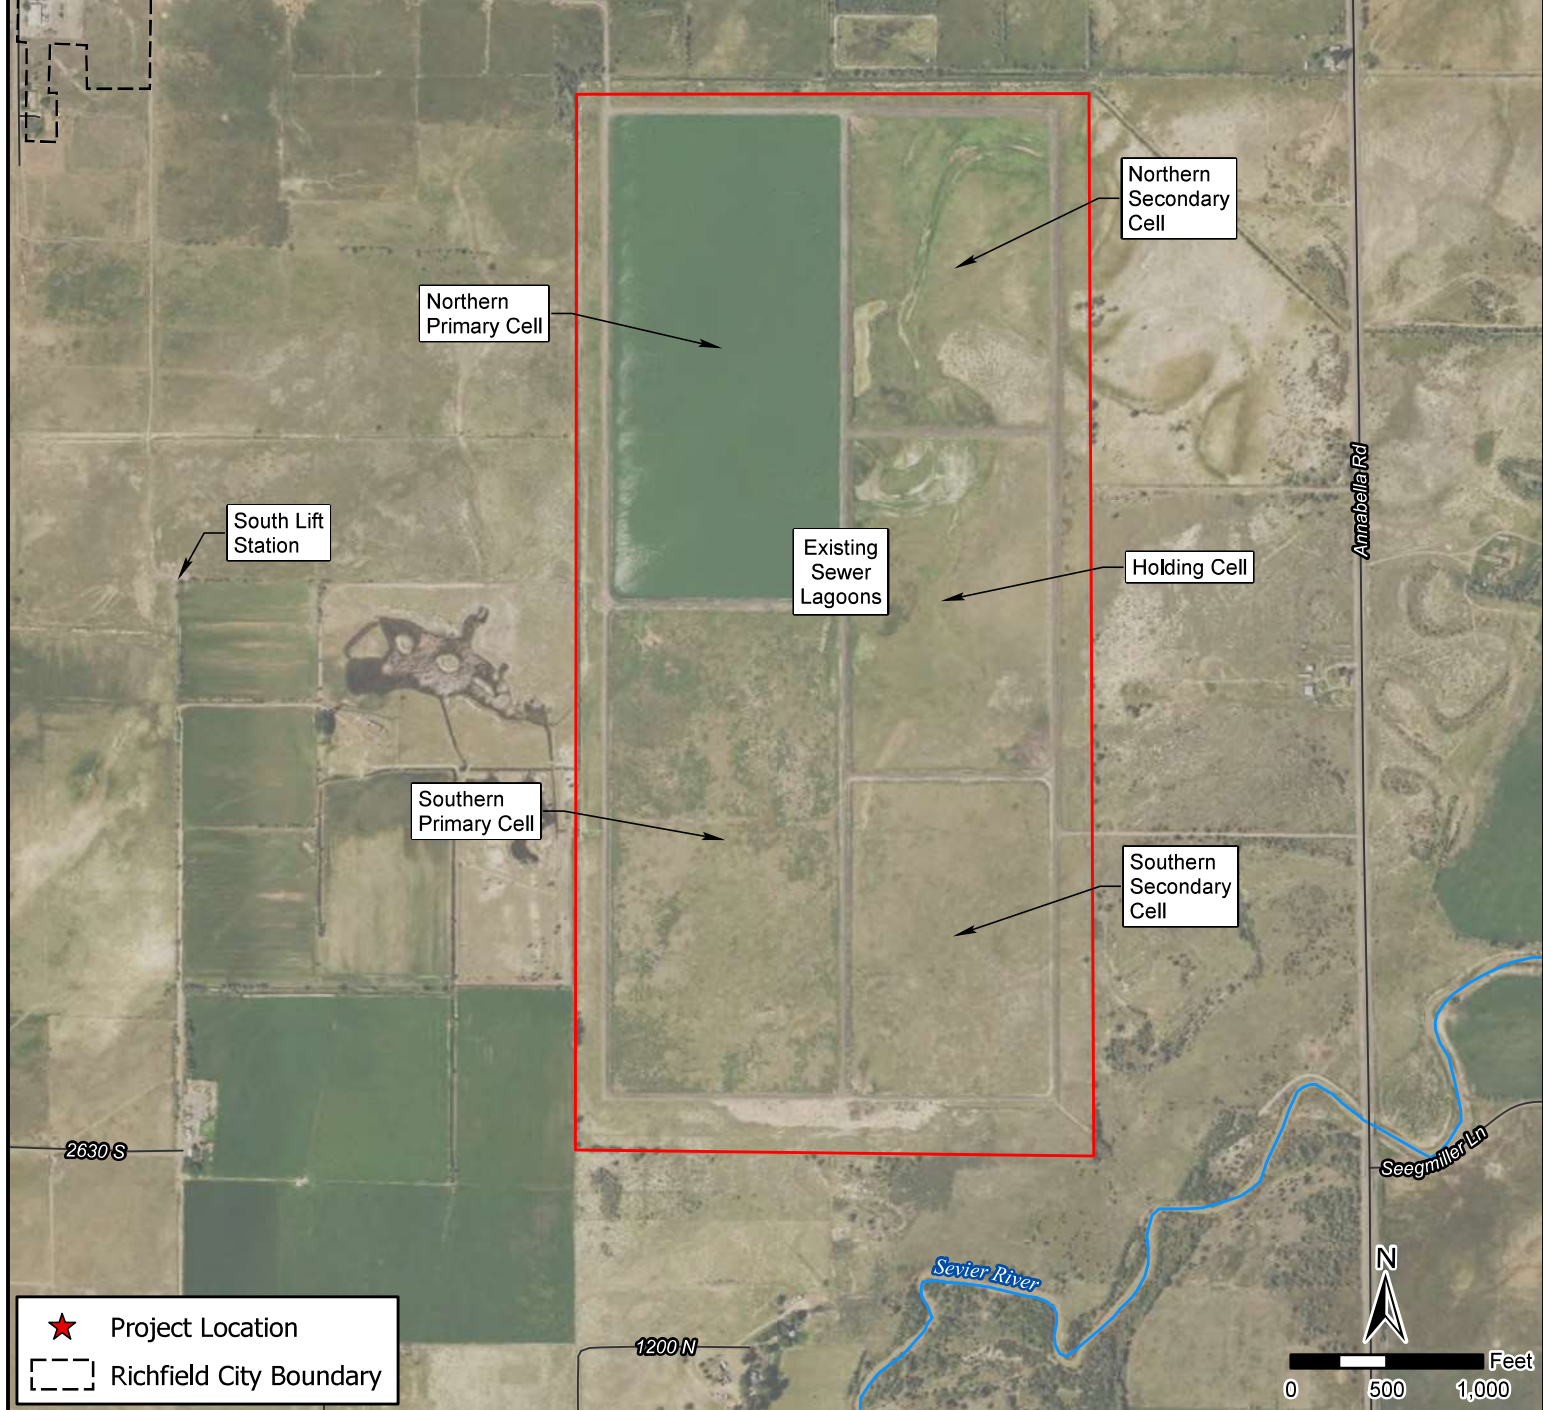 Northern
Secondary
Cell
Northern
Primary Cell
South Lift
Station
Existing
Sewer
Lagoons
Holding Cell
Annabella Rd
Southern
Primary Cell
Southern
Secondary
Cell
2630 S
Seegmiller Ln
Sevier River
1200 N
N
Feet
0 500 1,000
Project Location
Richfield City Boundary